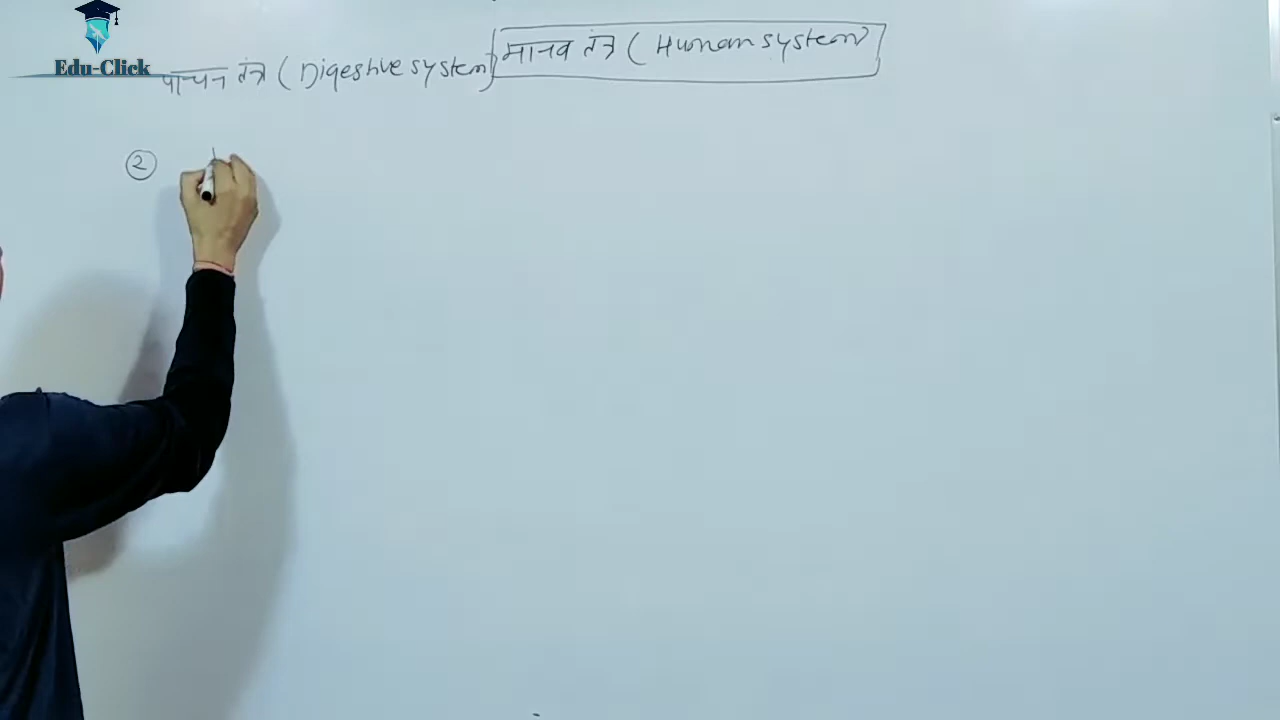 Edu-Click
पाचन तंत्र (Digestive system)
मानव तंत्र (Human system)
②